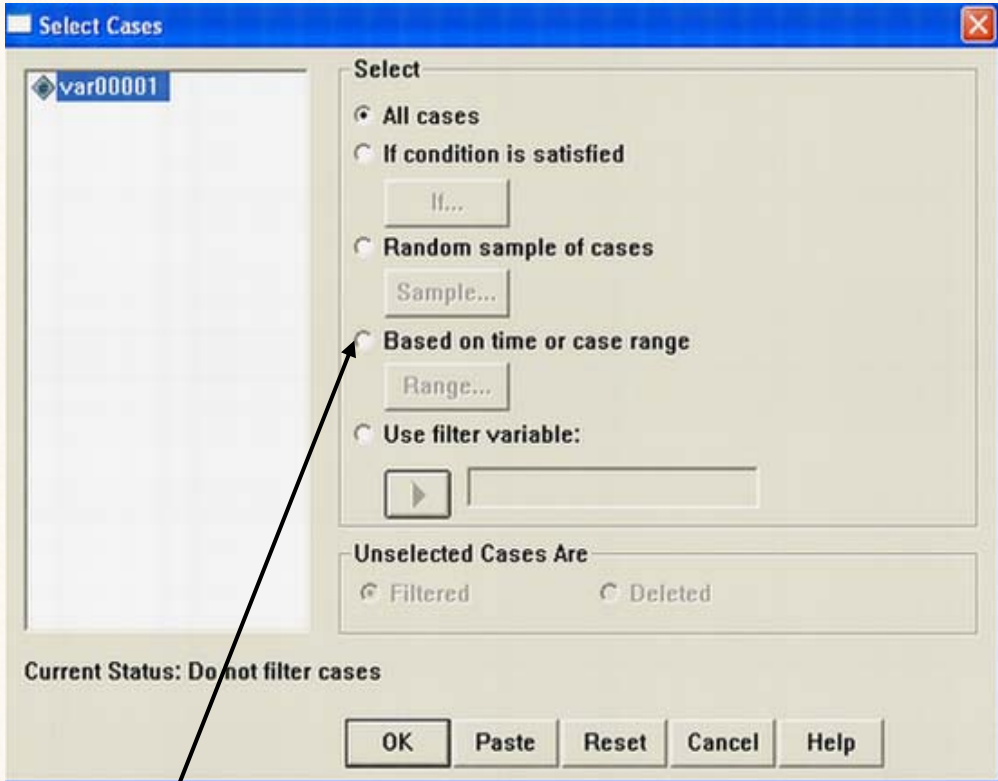 Select Cases
var00001
Select
All cases
If condition is satisfied
If...
Random sample of cases
Sample...
Based on time or case range
Range...
Use filter variable:
Unselected Cases Are
Filtered Deleted
Current Status: Do not filter cases
OK Paste Reset Cancel Help